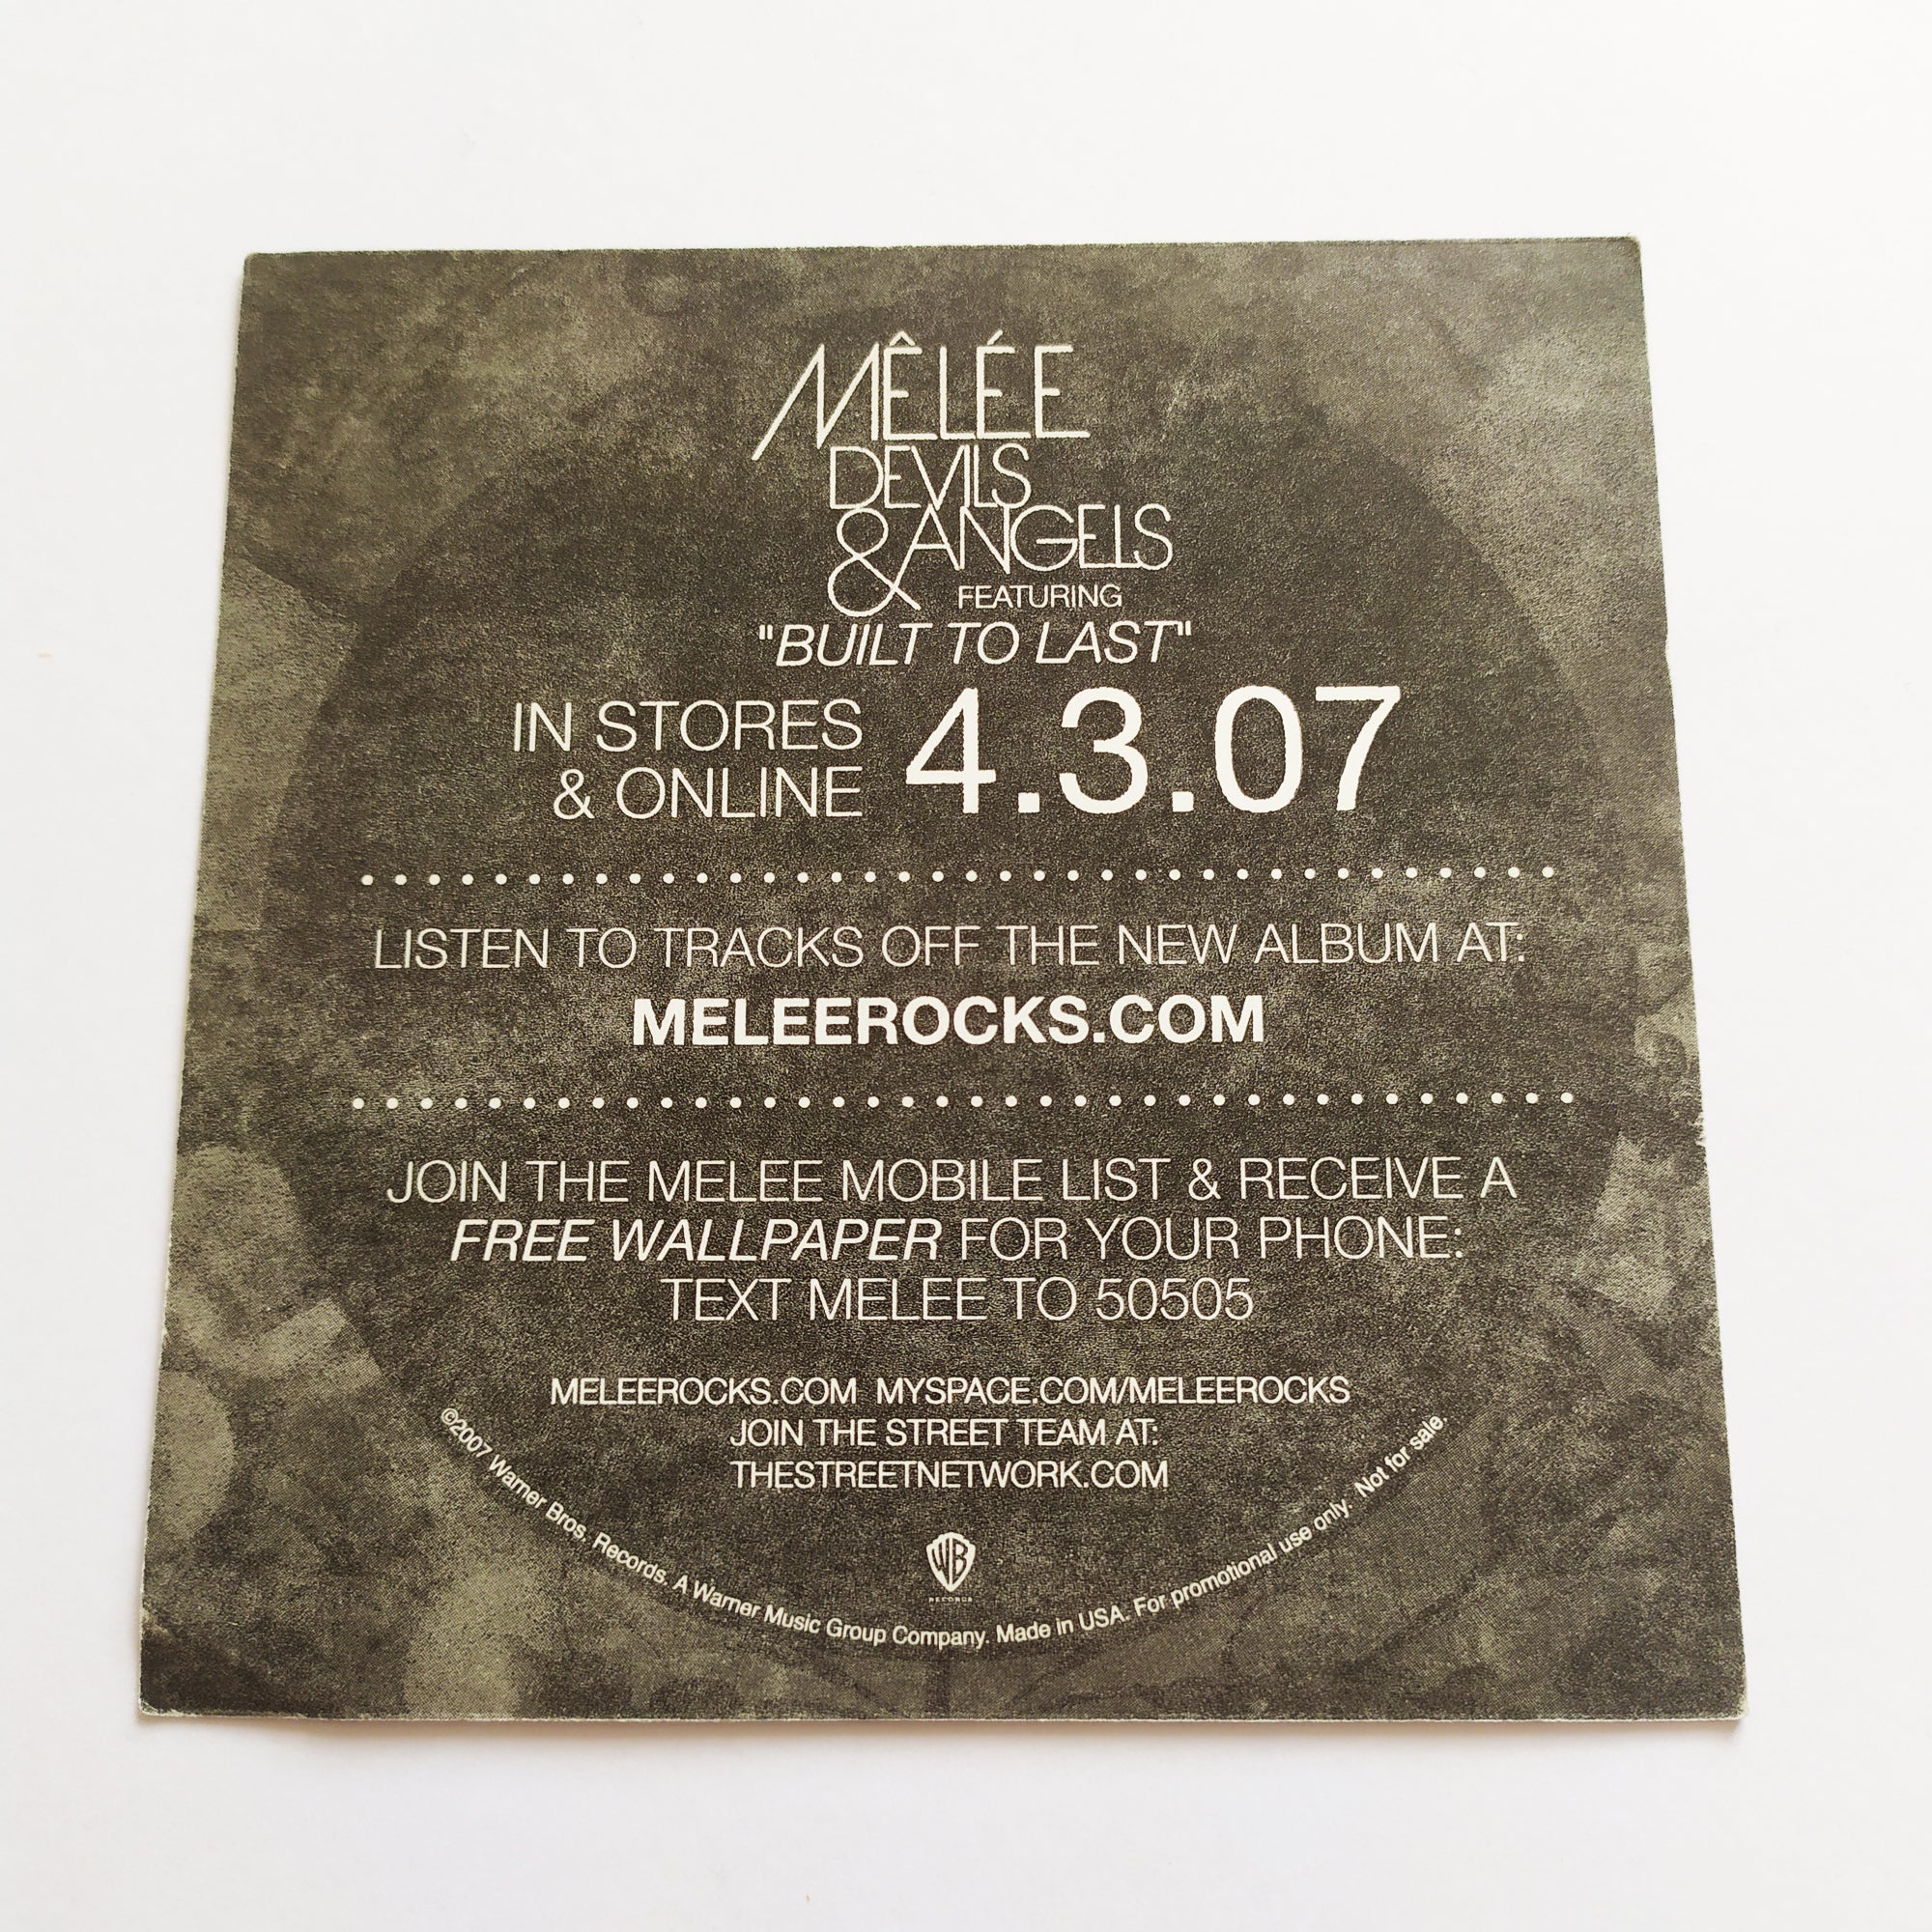 MÊLÉE
DEVILS
& ANGELS
FEATURING
"BUILT TO LAST"
IN STORES
& ONLINE
4.3.07
LISTEN TO TRACKS OFF THE NEW ALBUM AT:
MELEEROCKS.COM
JOIN THE MELEE MOBILE LIST & RECEIVE A
FREE WALLPAPER FOR YOUR PHONE:
TEXT MELEE TO 50505
MELEEROCKS.COM MYSPACE.COM/MELEEROCKS
JOIN THE STREET TEAM AT:
THESTREETNETWORK.COM
WB
RECORDS
©2007 Warner Bros. Records. A Warner Music Group Company. Made in USA. For promotional use only. Not for sale.